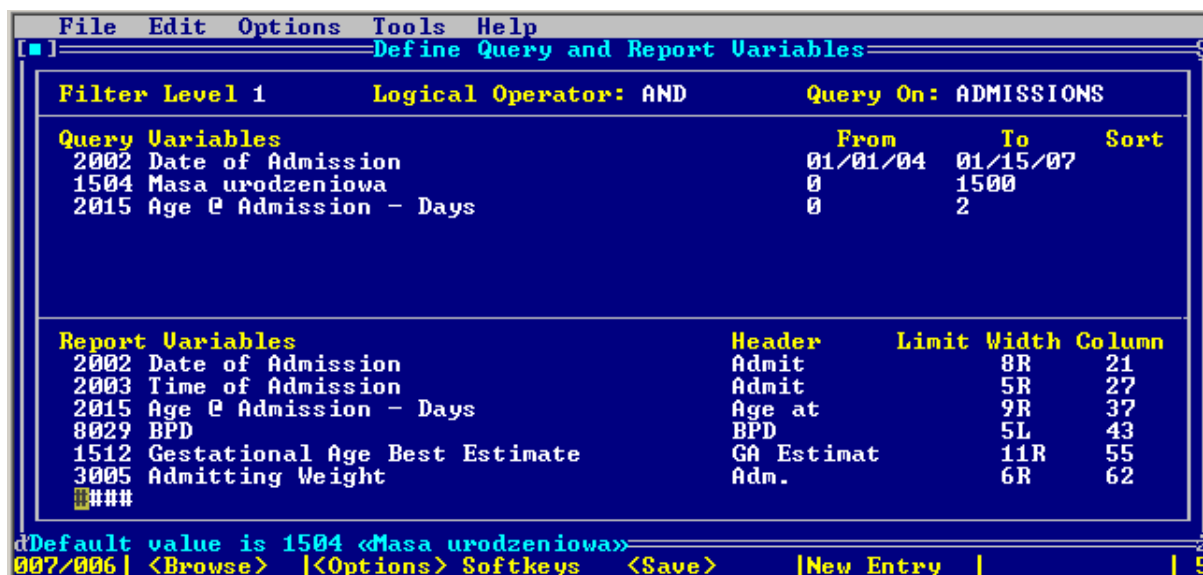 File Edit Options Tools Help
[■] Define Query and Report Variables
Filter Level 1 Logical Operator: AND Query On: ADMISSIONS
Query Variables From To Sort
2002 Date of Admission 01/01/04 01/15/07
1504 Masa urodzeniowa 0 1500
2015 Age @ Admission - Days 0 2
Report Variables Header Limit Width Column
2002 Date of Admission Admit 8R 21
2003 Time of Admission Admit 5R 27
2015 Age @ Admission - Days Age at 9R 37
8029 BPD BPD 5L 43
1512 Gestational Age Best Estimate GA Estimat 11R 55
3005 Admitting Weight Adm. 6R 62
####
Default value is 1504 «Masa urodzeniowa»
007/006| <Browse> |<Options> Softkeys <Save> |New Entry | |